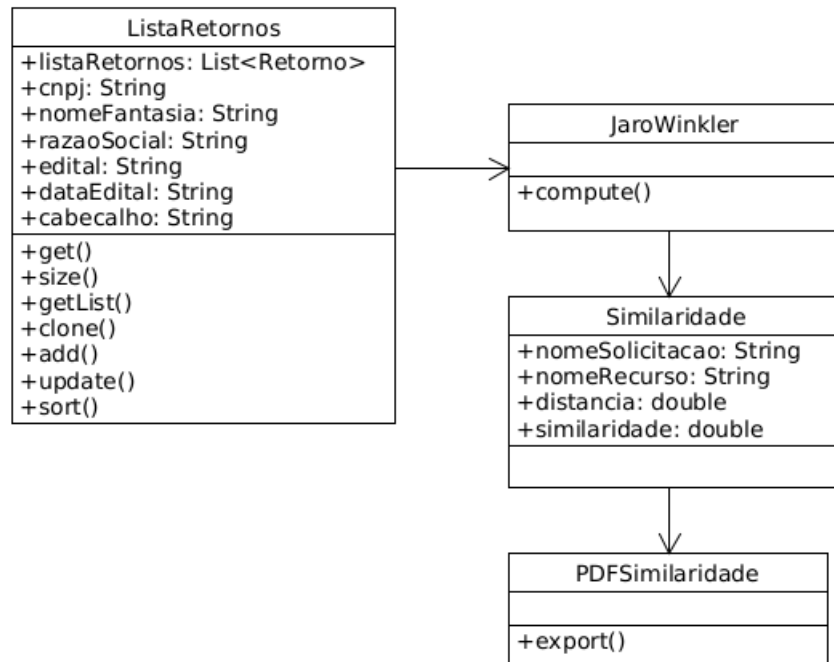 ListaRetornos
+listaRetornos: List<Retorno>
+cnpj: String
+nomeFantasia: String
+razaoSocial: String
+edital: String
+dataEdital: String
+cabecalho: String
+get()
+size()
+getList()
+clone()
+add()
+update()
+sort()
JaroWinkler
+compute()
Similaridade
+nomeSolicitacao: String
+nomeRecurso: String
+distancia: double
+similaridade: double
PDFSimilaridade
+export()